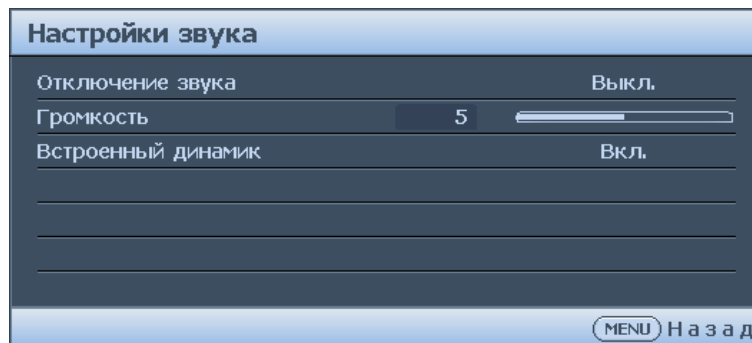 Настройки звука
Отключение звука Выкл.
Громкость 5
Встроенный динамик Вкл.
MENU Назад